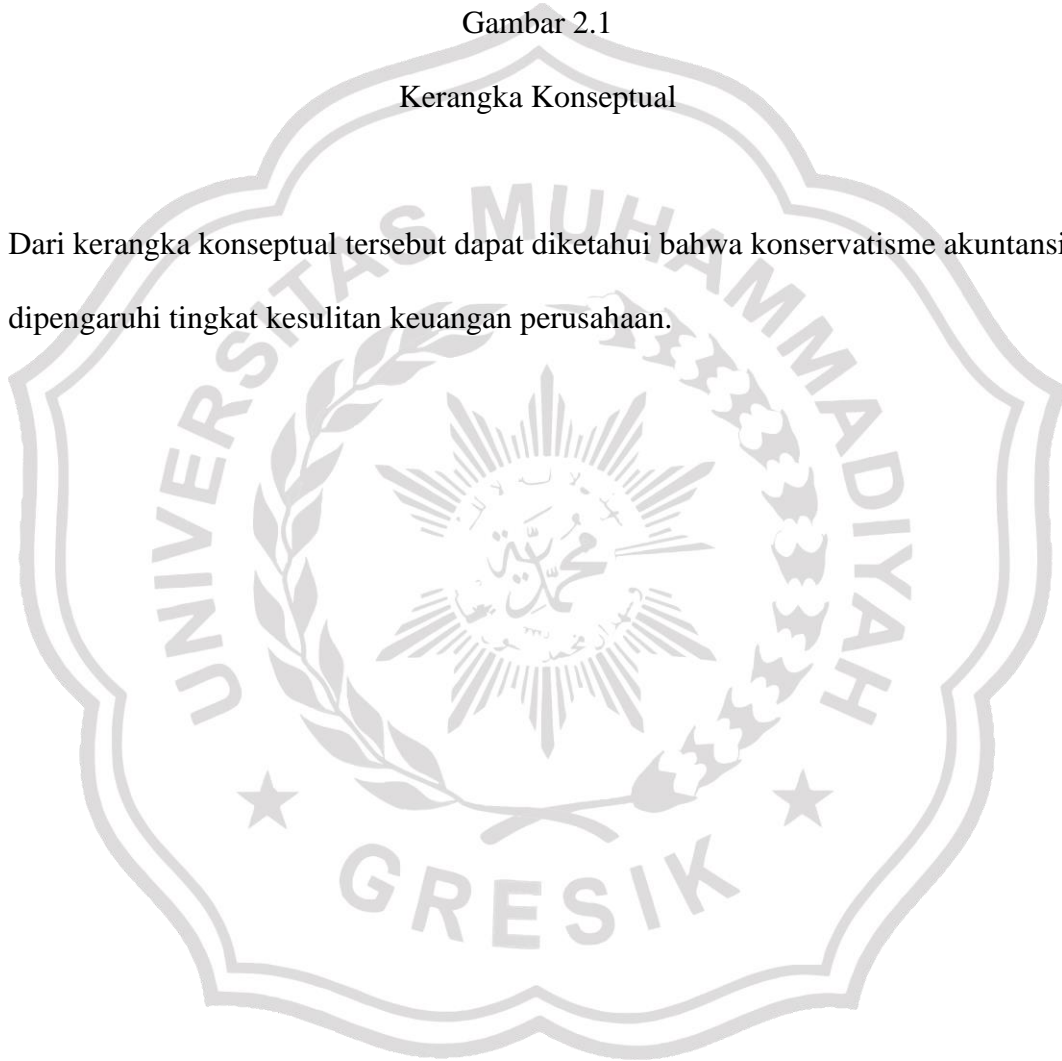 Gambar 2.1
Kerangka Konseptual
Dari kerangka konseptual tersebut dapat diketahui bahwa konservatisme akuntansi
dipengaruhi tingkat kesulitan keuangan perusahaan.
UNIVERSITAS MUHAMMADIYAH
GRESIK